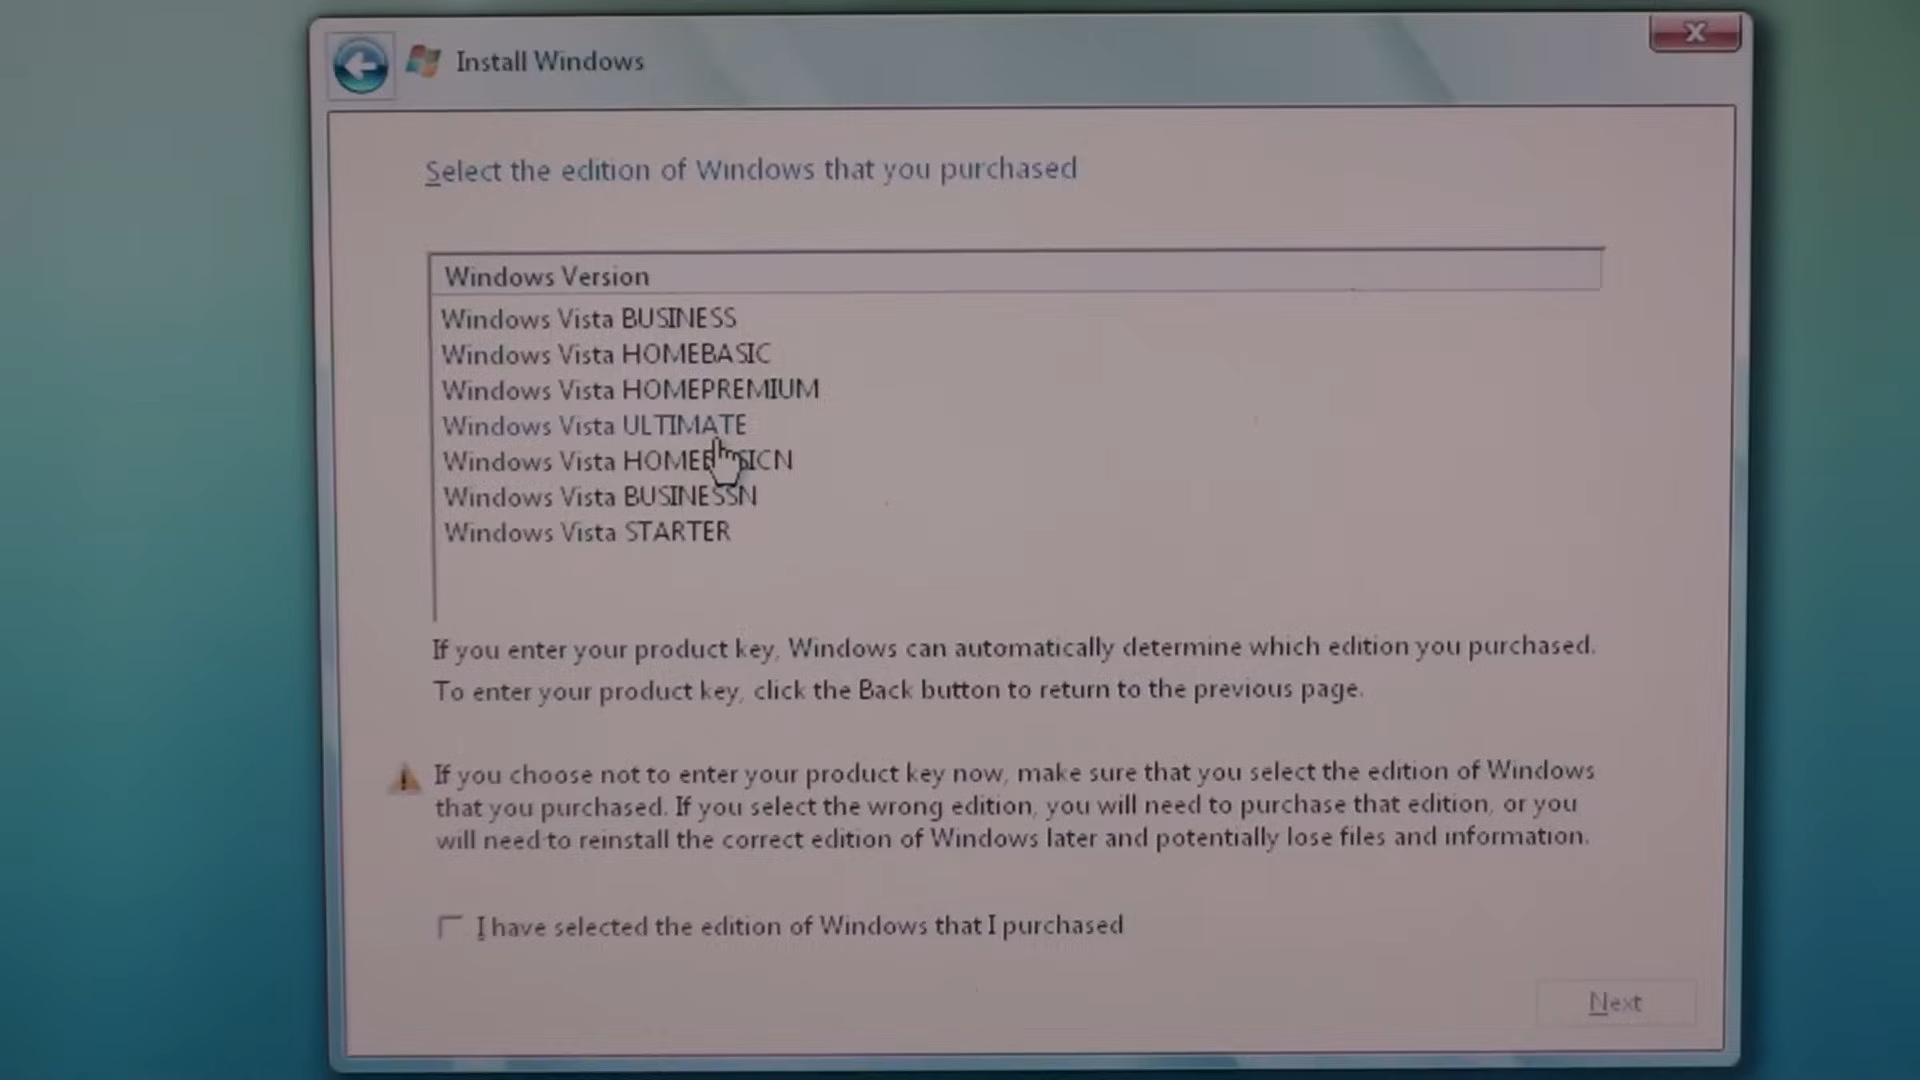 Install Windows
Select the edition of Windows that you purchased
Windows Version
Windows Vista BUSINESS
Windows Vista HOMEBASIC
Windows Vista HOMEPREMIUM
Windows Vista ULTIMATE
Windows Vista HOMEBASICN
Windows Vista BUSINESSN
Windows Vista STARTER
If you enter your product key, Windows can automatically determine which edition you purchased.
To enter your product key, click the Back button to return to the previous page.
If you choose not to enter your product key now, make sure that you select the edition of Windows
that you purchased. If you select the wrong edition, you will need to purchase that edition, or you
will need to reinstall the correct edition of Windows later and potentially lose files and information.
I have selected the edition of Windows that I purchased
Next